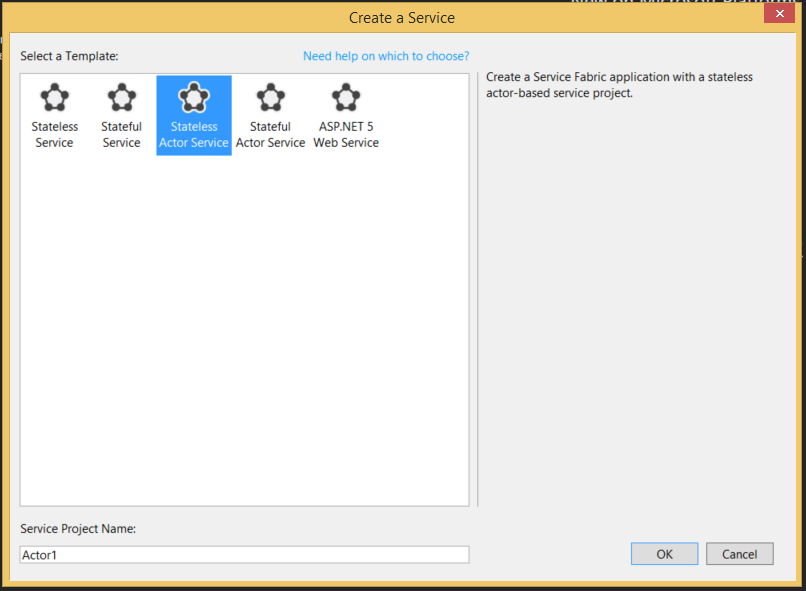 Create a Service
Select a Template:
Need help on which to choose?
Stateless
Service
Stateful
Service
Stateless
Actor Service
Stateful
Actor Service
ASP.NET 5
Web Service
Create a Service Fabric application with a stateless
actor-based service project.
Service Project Name:
Actor1
OK
Cancel